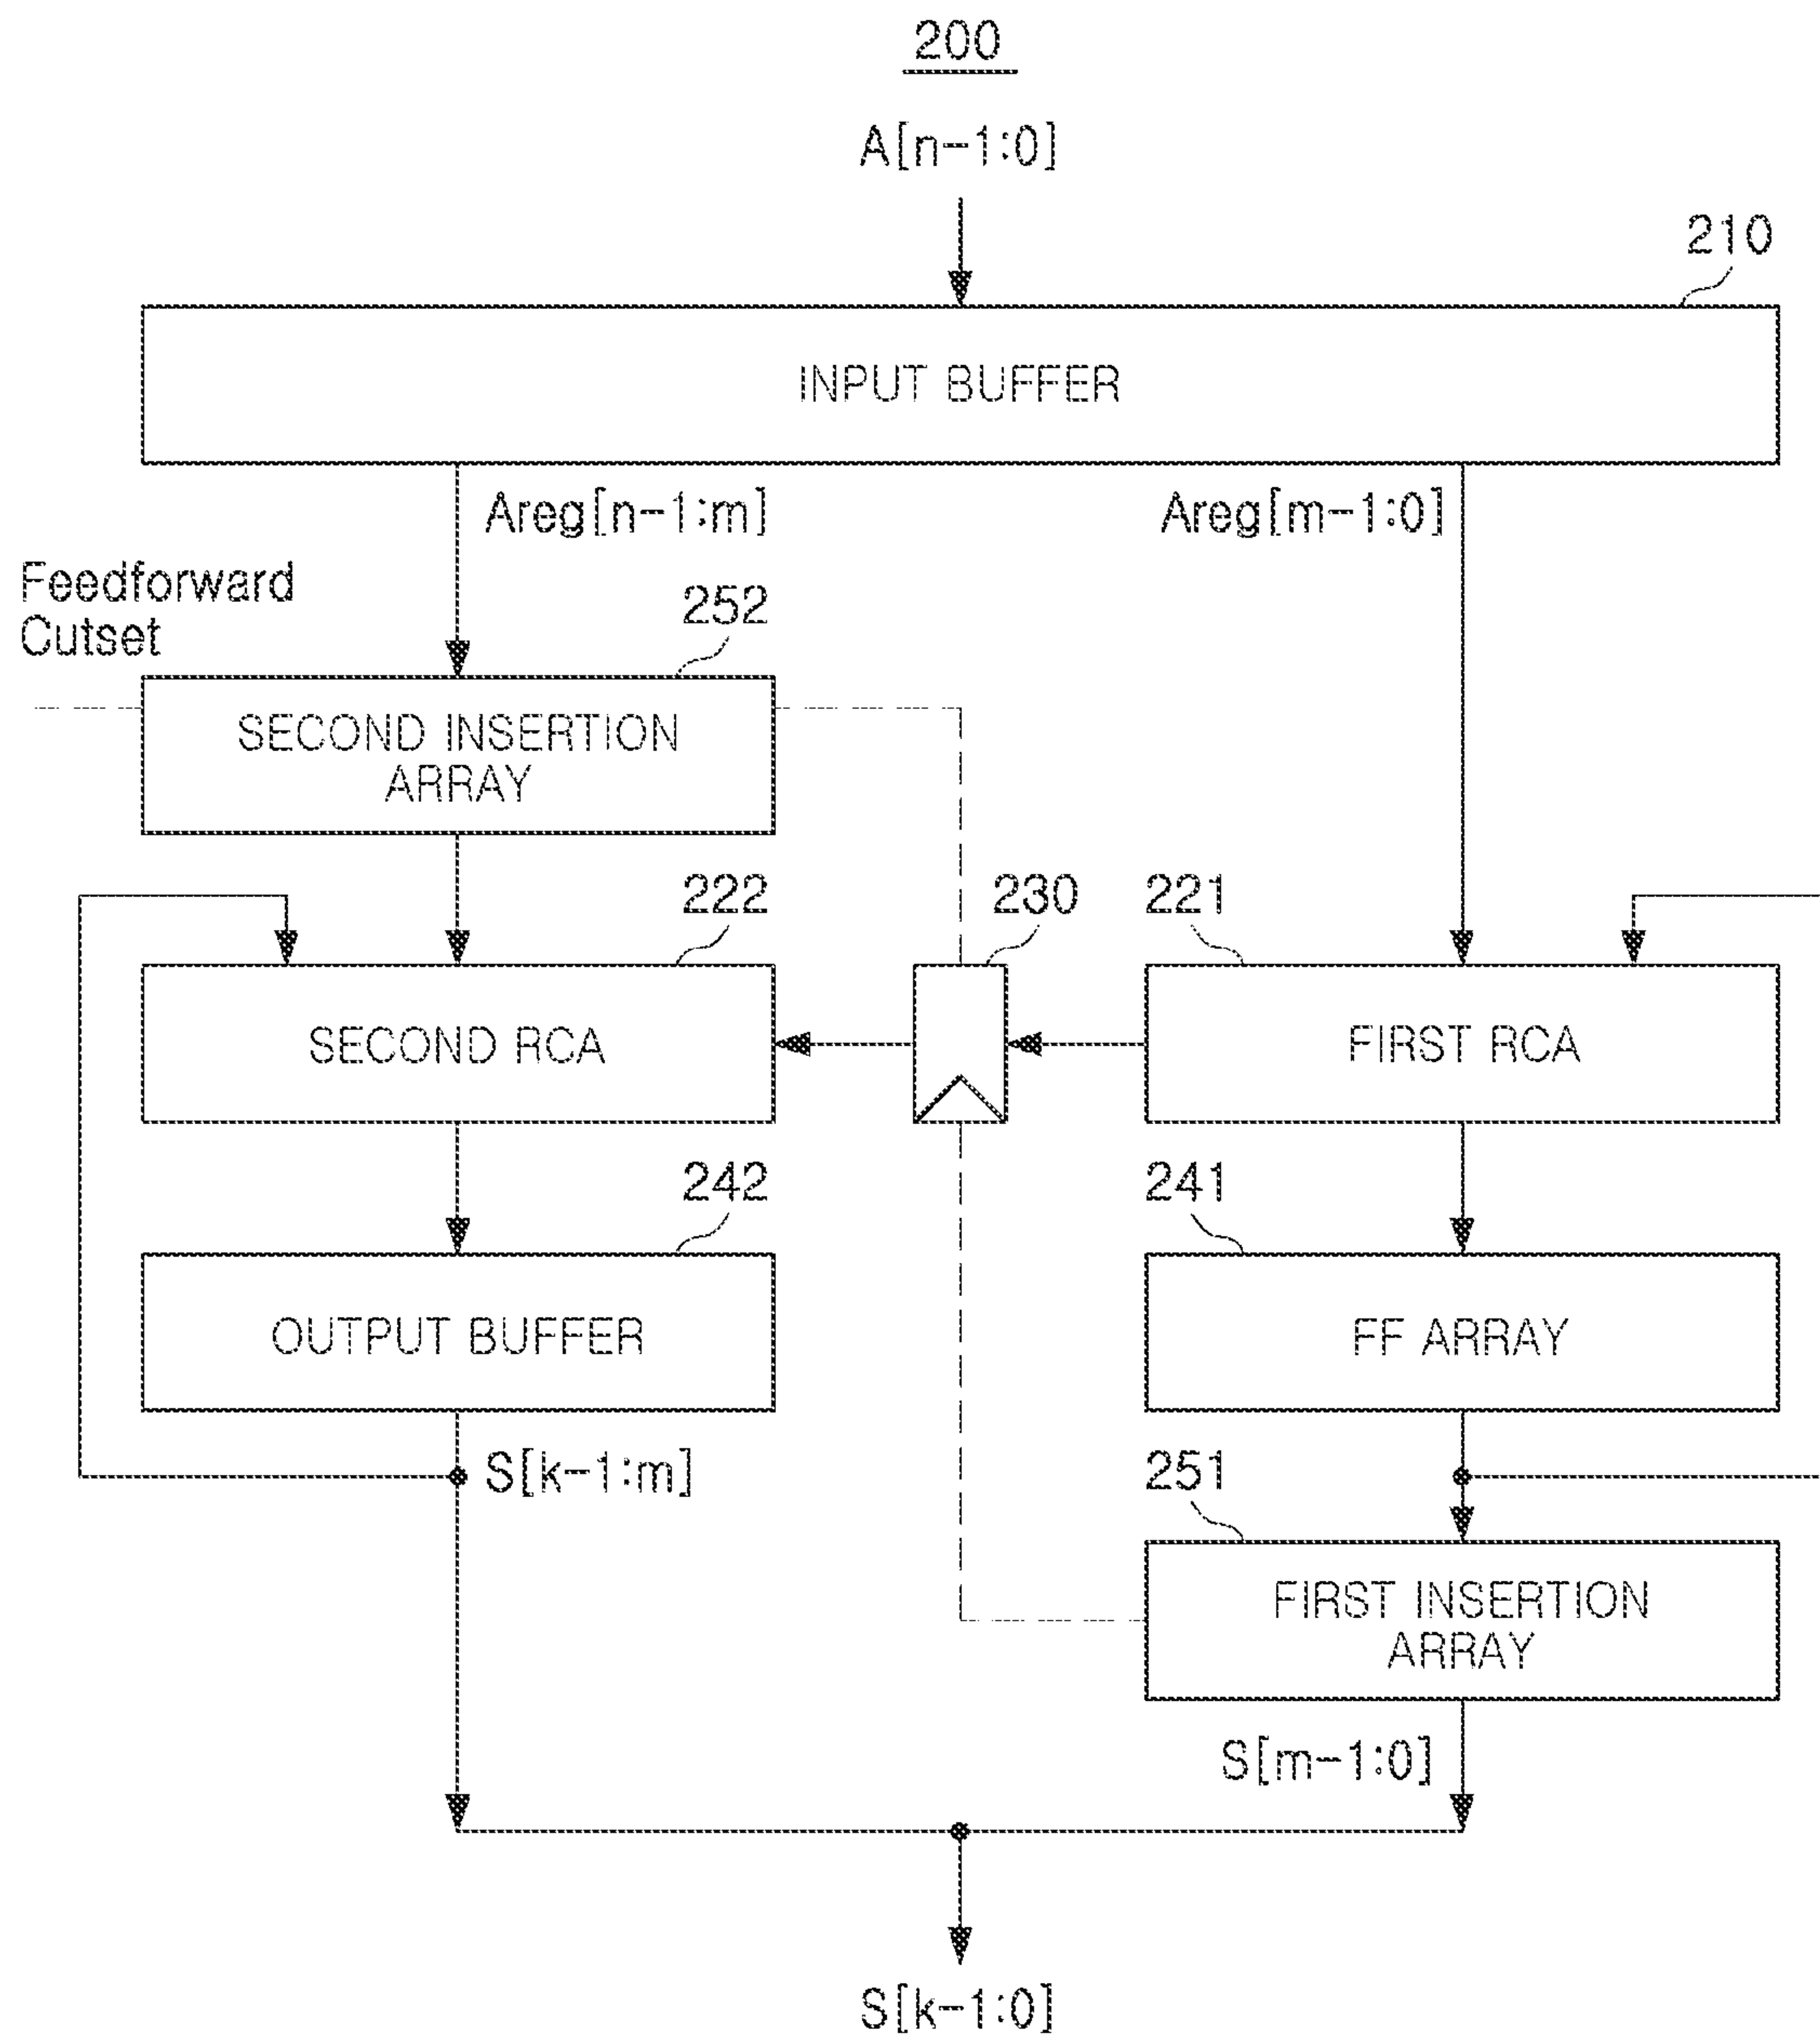 200
A[n-1:0]
210
INPUT BUFFER
Areg[n-1:m]
Areg[m-1:0]
Feedforward
Cutset
252
SECOND INSERTION
ARRAY
222
230
221
SECOND RCA
FIRST RCA
242
241
OUTPUT BUFFER
FF ARRAY
S[k-1:m]
251
FIRST INSERTION
ARRAY
S[m-1:0]
S[k-1:0]